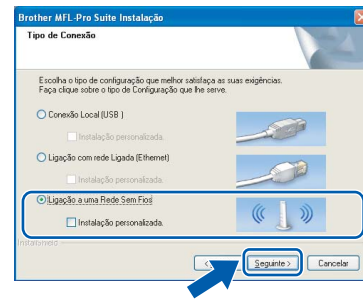 Brother MFL-Pro Suite Instalação
Tipo de Conexão
Escolha o tipo de configuração que melhor satisfaça as suas exigências.
Faça clique sobre o tipo de Configuração que lhe serve.
Conexão Local (USB )
Instalação personalizada.
Ligação com rede Ligada (Ethernet)
Instalação personalizada.
Ligação a uma Rede Sem Fios
Instalação personalizada.
InstallShield
< Seguinte > Cancelar